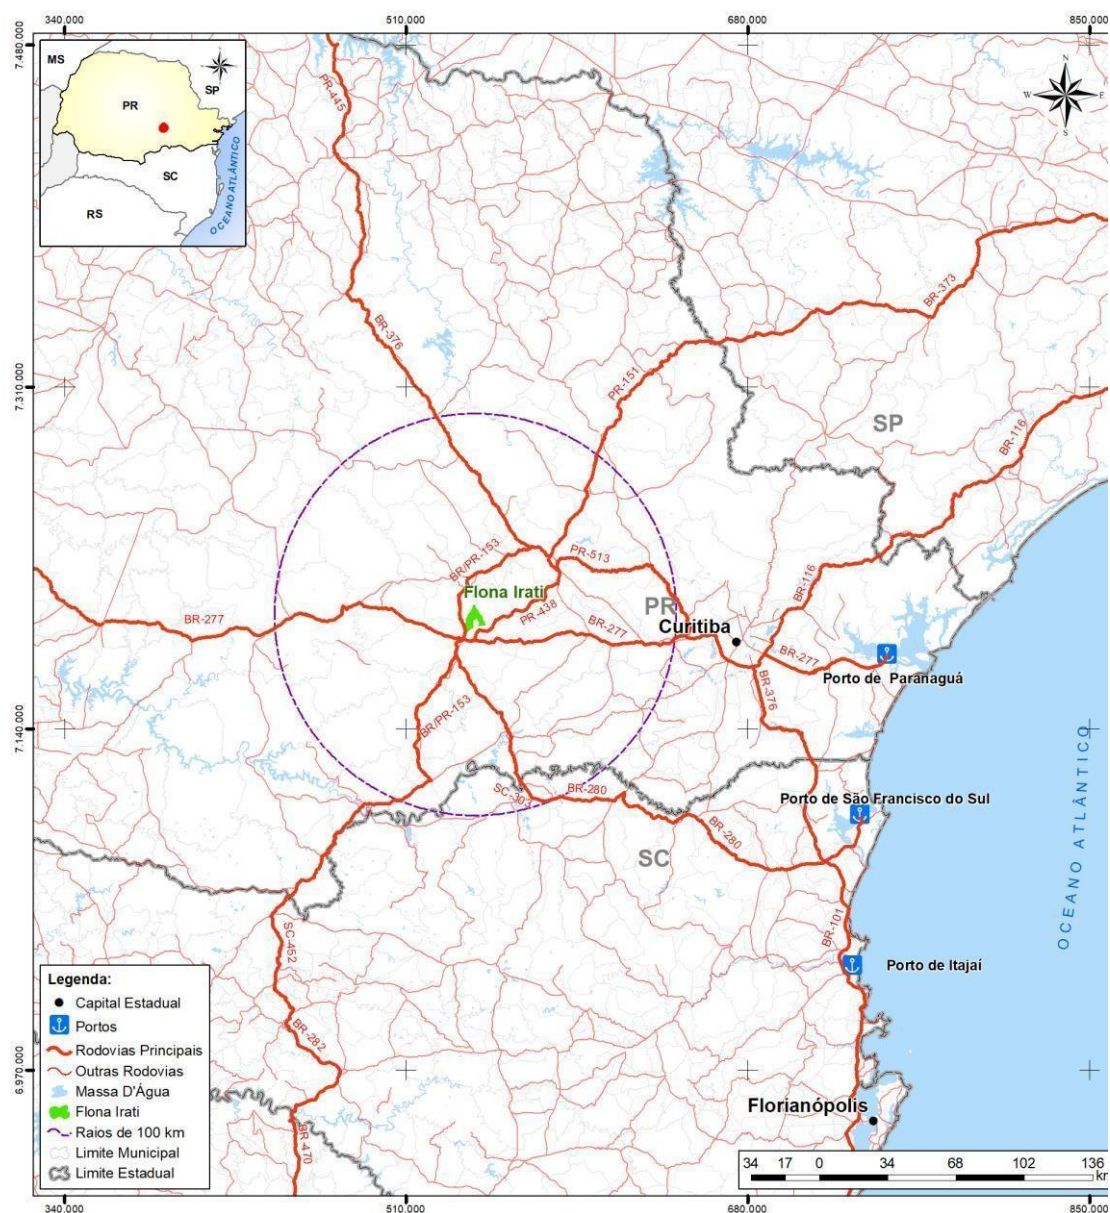 340.000
510.000
680.000
850.000
7.480.000
7.310.000
7.140.000
6.970.000
MS
SP
PR
SC
RS
OCEANO ATLÂNTICO
N
W
E
S
PR-445
BR-376
PR-151
BR-373
BR-116
SP
BR/PR-153
PR-513
Flona Irati
PR-438
BR-277
BR-277
PR
Curitiba
BR-116
BR-277
Porto de Paranaguá
BR-376
BR/PR-153
SC-303
BR-280
Porto de São Francisco do Sul
BR-280
SC
OCEANO ATLÂNTICO
SC-452
BR-101
Porto de Itajaí
BR-282
Florianópolis
BR-470
Legenda:
Capital Estadual
Portos
Rodovias Principais
Outras Rodovias
Massa D'Água
Flona Irati
Raios de 100 km
Limite Municipal
Limite Estadual
34 17 0 34 68 102 136
km
340.000
510.000
680.000
850.000